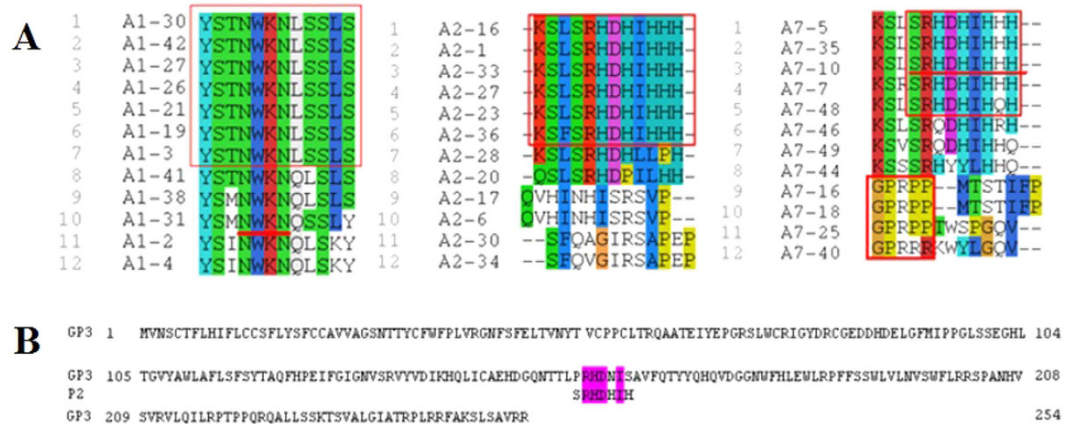 A
1 A1-30 YSTNWKNLSSLS
2 A1-42 YSTNWKNLSSLS
3 A1-27 YSTNWKNLSSLS
4 A1-26 YSTNWKNLSSLS
5 A1-21 YSTNWKNLSSLS
6 A1-19 YSTNWKNLSSLS
7 A1-3 YSTNWKNLSSLS
8 A1-41 YSTNWKNQLSLS
9 A1-38 YSMNWKNQLSLS
10 A1-31 YSMNWKNQSSLY
11 A1-2 YSINWKNQLSKY
12 A1-4 YSINWKNQLSKY
1 A2-16 -KSLSRHDHIHHH-
2 A2-1 -KSLSRHDHIHHH-
3 A2-33 -KSLSRHDHIHHH-
4 A2-27 -KSLSRHDHIHHH-
5 A2-23 -KSLSRHDHIHHH-
6 A2-36 -KSFSRHDHIHHH-
7 A2-28 -KSLSRHDHLLPH-
8 A2-20 -QSLSRHDPILHH-
9 A2-17 QVHINHISRSVP--
10 A2-6 QVHINPISRSVP--
11 A2-30 --SFQAGIRSAPEP
12 A2-34 --SFQVGIRSAPEP
1 A7-5 KSLSRHDHIHHH--
2 A7-35 KSLSRHDHIHHH--
3 A7-10 KSLSRHDHIHHH--
4 A7-7 KSLSRHDHIHHH--
5 A7-48 KSLSRHDHIHQH--
6 A7-46 KSLSRQDHIHRH--
7 A7-49 KSVSRQDHIHHQ--
8 A7-44 KSSSRHYYLHHQ--
9 A7-16 GPRPP--MTSTIFP
10 A7-18 GPRPP--MTSTIFP
11 A7-25 GPRPPTWSPGQV--
12 A7-40 GPRRRKWYLGQV--
B
GP3 1 MVNSCTFLHIFLCCSFLYSFCCAVVAGSNTTYCFWFPLVRGNFSFELTVNYT VCPPCLTRQAATEIYEPGRSLWCRIGYDRCGEDDHDELGFMIPPGLSSEGHL 104
GP3 105 TGVYAWLAFLSFSYTAQFHPEIFGIGNVSRVYVDIKHQLICAEHDGQNTTLPRHDNISAVFQTYYQHQVDGGNWFHLEWLRPFFSSWLVLNVSWFLRRSPANHV 208
P2 SRHDHIH
GP3 209 SVRVLQILRPTPPQRQALLSSKTSVALGIATRPLRRFAKSLSAVRR 254